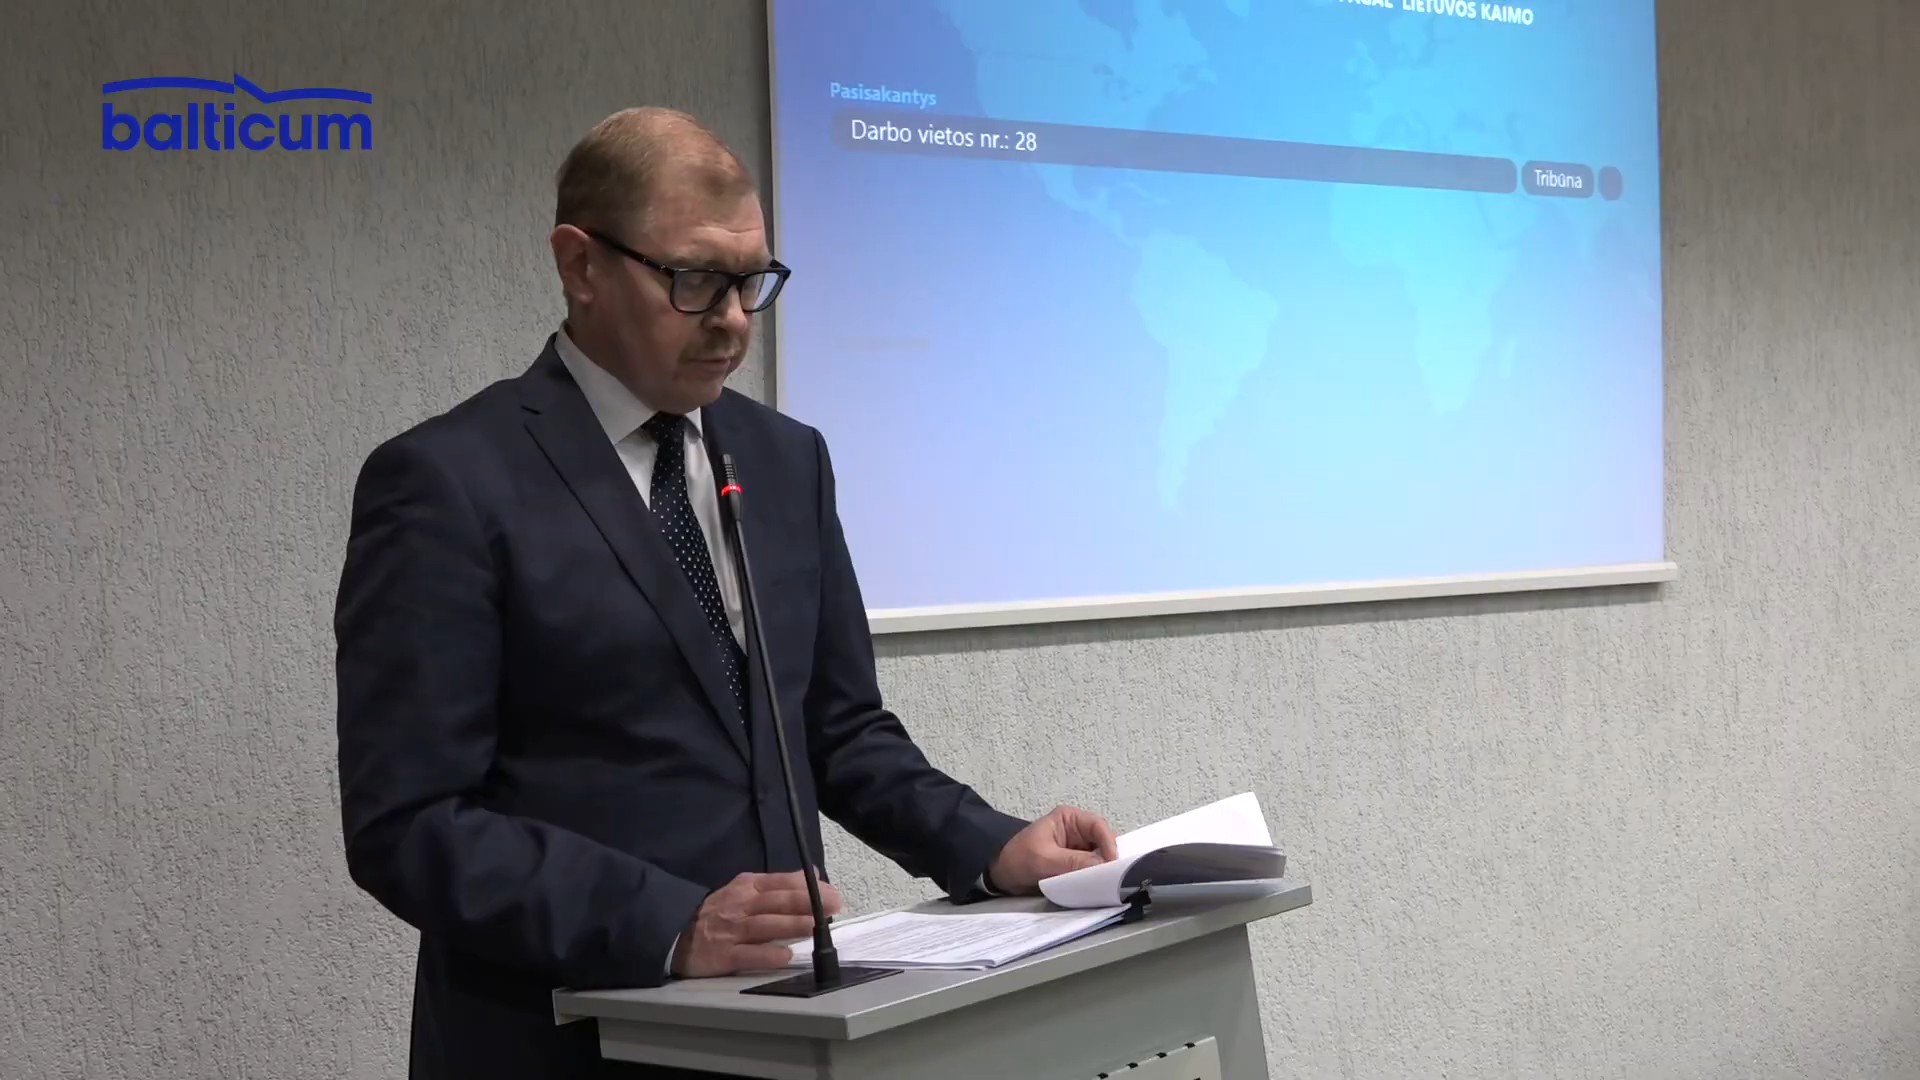 LIETUVOS KAIMO
balticum
Pasisakantys
Darbo vietos nr.: 28
Tribūna